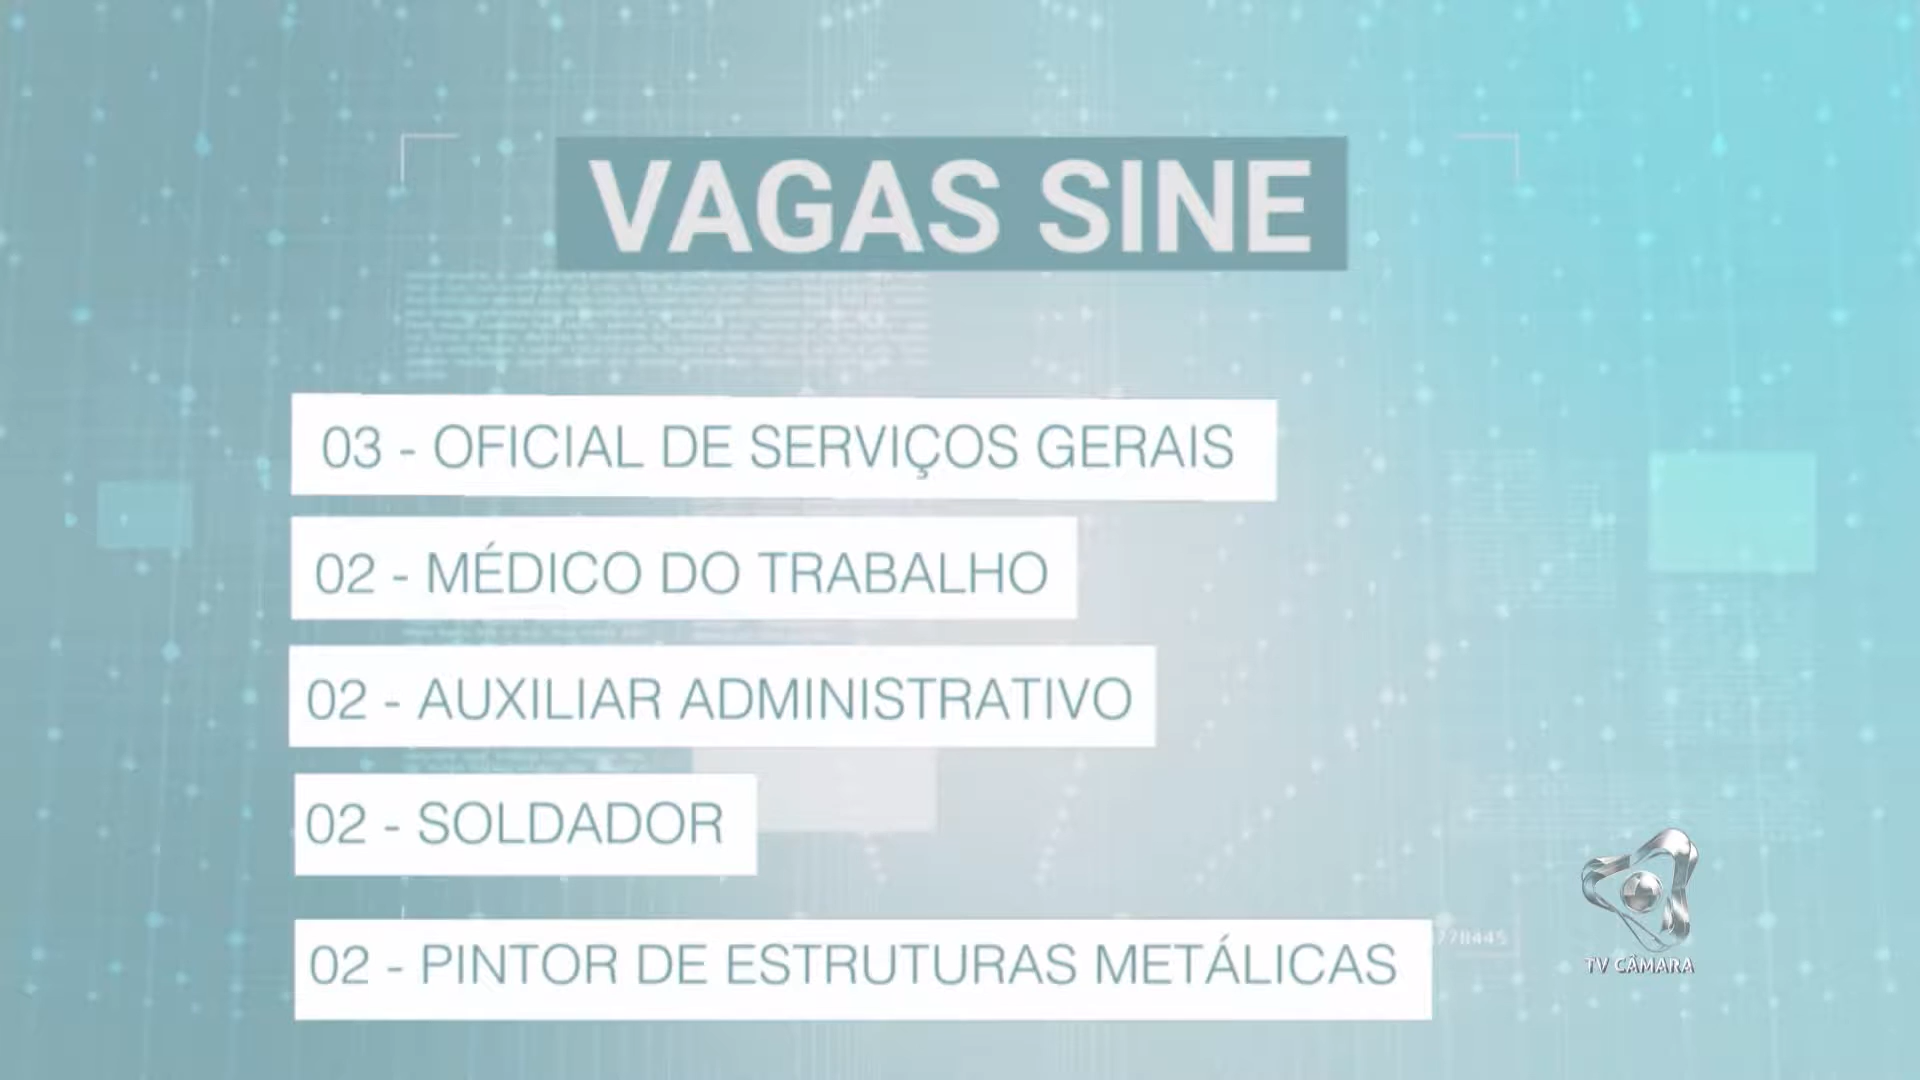 VAGAS SINE
03 - OFICIAL DE SERVIÇOS GERAIS
02 - MÉDICO DO TRABALHO
02 - AUXILIAR ADMINISTRATIVO
02 - SOLDADOR
02 - PINTOR DE ESTRUTURAS METÁLICAS
TV CÂMARA